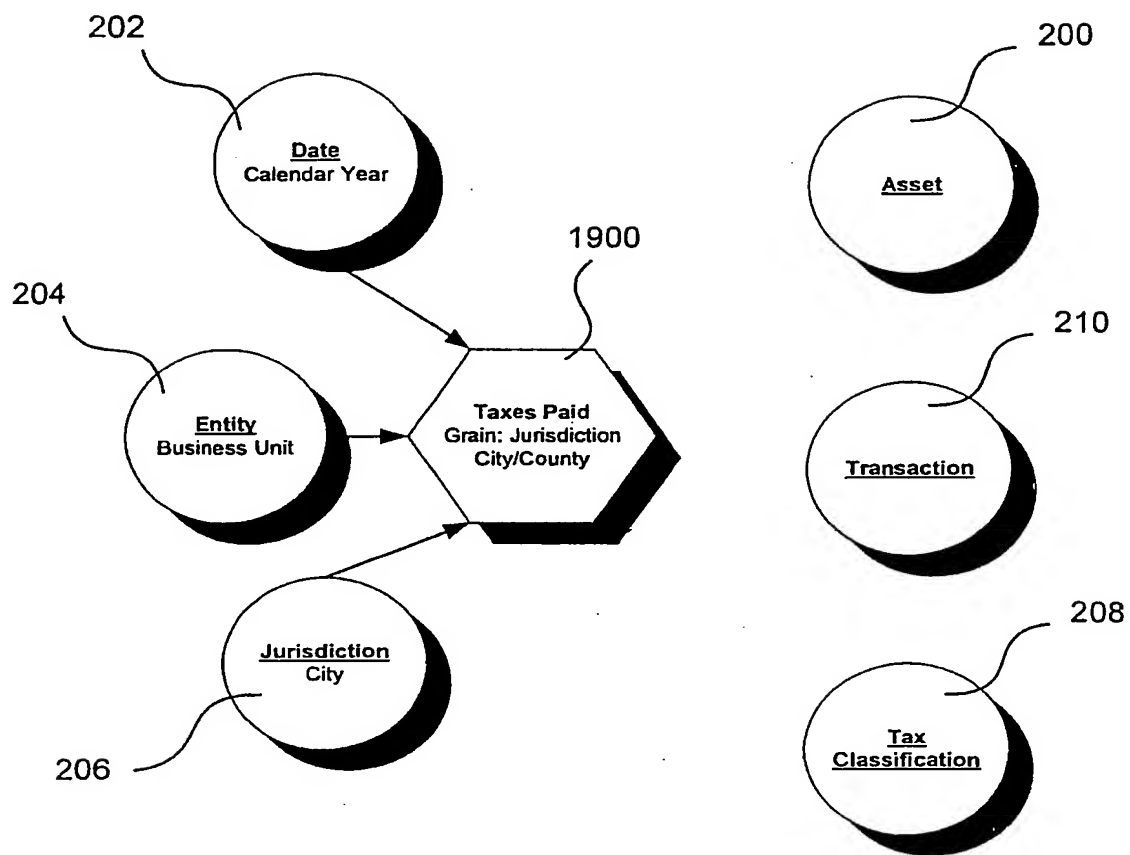 202
200
Date
Calendar Year
Asset
1900
204
210
Taxes Paid
Grain: Jurisdiction
City/County
Entity
Business Unit
Transaction
208
Jurisdiction
City
206
Tax
Classification